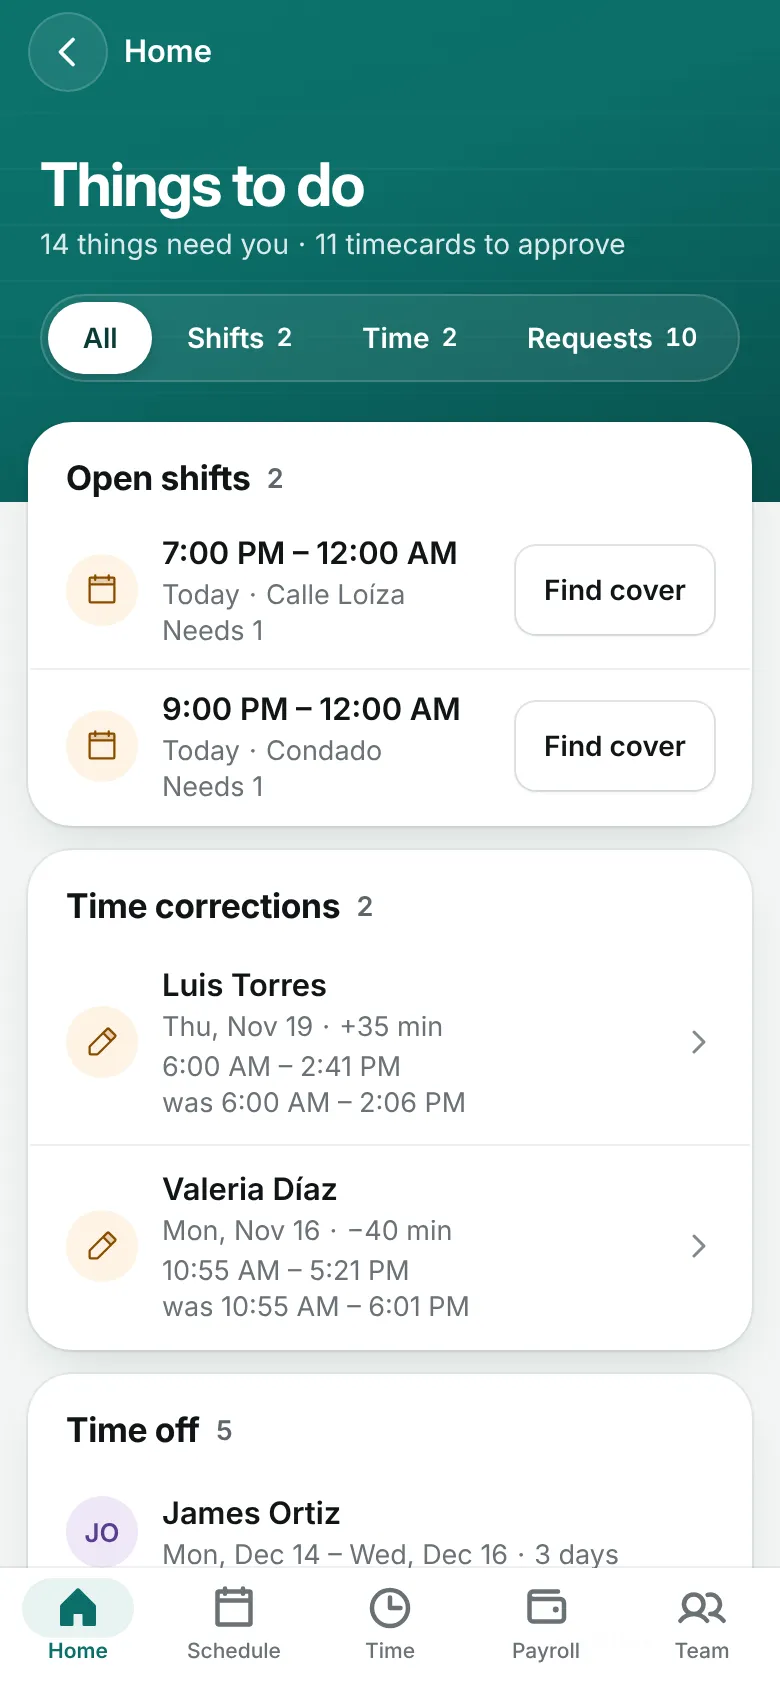 Home
Things to do
14 things need you · 11 timecards to approve
All
Shifts 2
Time 2
Requests 10
Open shifts 2
7:00 PM – 12:00 AM
Today · Calle Loíza
Needs 1
Find cover
9:00 PM – 12:00 AM
Today · Condado
Needs 1
Find cover
Time corrections 2
Luis Torres
Thu, Nov 19 · +35 min
6:00 AM – 2:41 PM
was 6:00 AM – 2:06 PM
Valeria Díaz
Mon, Nov 16 · −40 min
10:55 AM – 5:21 PM
was 10:55 AM – 6:01 PM
Time off 5
JO
James Ortiz
Mon, Dec 14 – Wed, Dec 16 · 3 days
Home
Schedule
Time
Payroll
Team